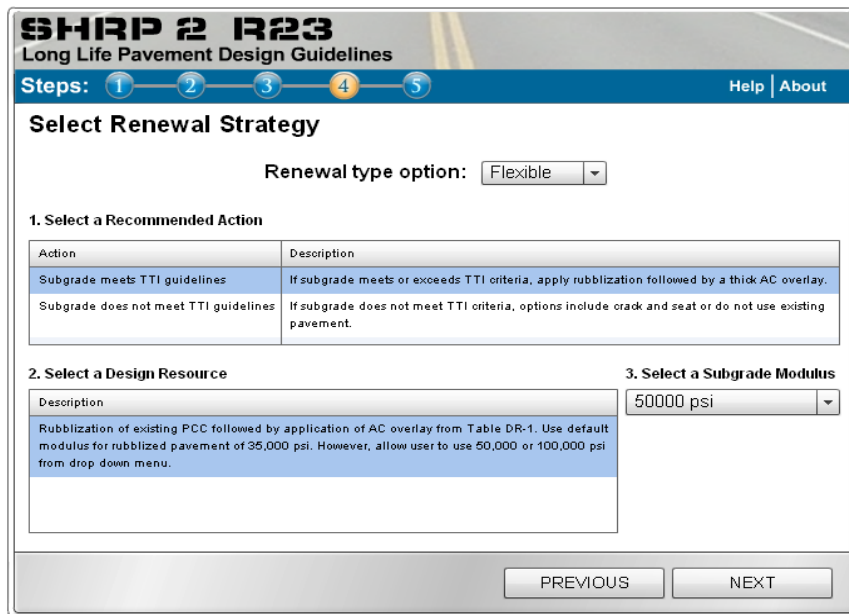 SHRP 2 R23
Long Life Pavement Design Guidelines
Steps: 1 2 3 4 5 Help | About
Select Renewal Strategy
Renewal type option: Flexible
1. Select a Recommended Action
Action Description
Subgrade meets TTI guidelines If subgrade meets or exceeds TTI criteria, apply rubblization followed by a thick AC overlay.
Subgrade does not meet TTI guidelines If subgrade does not meet TTI criteria, options include crack and seat or do not use existing
pavement.
2. Select a Design Resource 3. Select a Subgrade Modulus
Description 50000 psi
Rubblization of existing PCC followed by application of AC overlay from Table DR-1. Use default
modulus for rubblized pavement of 35,000 psi. However, allow user to use 50,000 or 100,000 psi
from drop down menu.
PREVIOUS NEXT